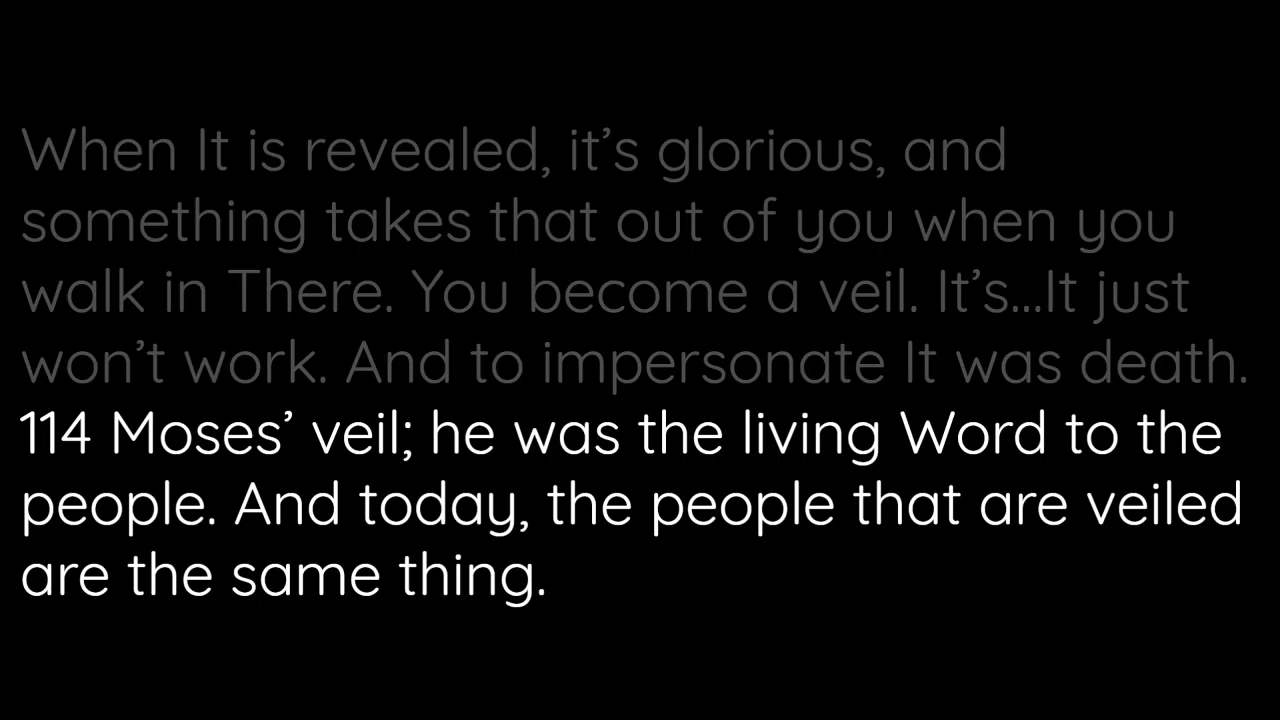 When It is revealed, it’s glorious, and
something takes that out of you when you
walk in There. You become a veil. It’s...It just
won’t work. And to impersonate It was death.
114 Moses’ veil; he was the living Word to the
people. And today, the people that are veiled
are the same thing.